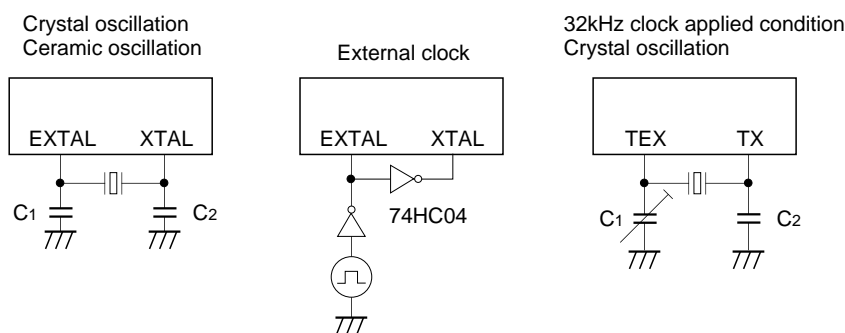 Crystal oscillation
Ceramic oscillation
EXTAL XTAL
C1 C2
External clock
EXTAL XTAL
74HC04
32kHz clock applied condition
Crystal oscillation
TEX TX
C1 C2